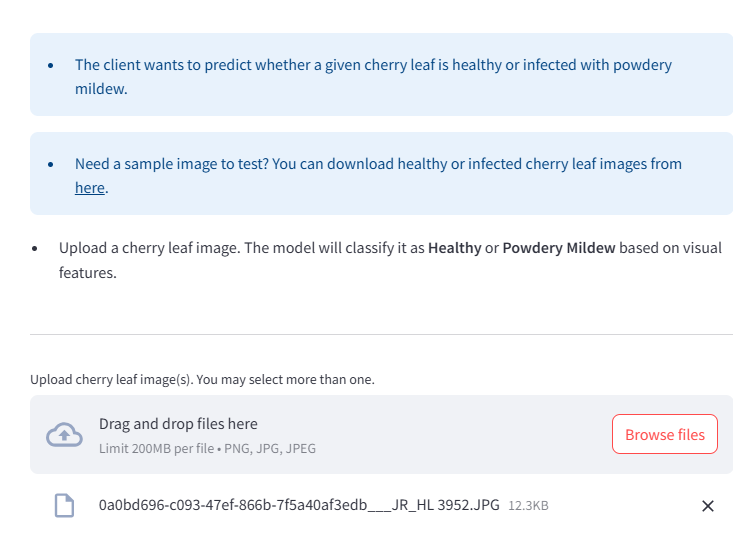 • The client wants to predict whether a given cherry leaf is healthy or infected with powdery
mildew.
• Need a sample image to test? You can download healthy or infected cherry leaf images from
here.
• Upload a cherry leaf image. The model will classify it as Healthy or Powdery Mildew based on visual
features.
Upload cherry leaf image(s). You may select more than one.
Drag and drop files here
Limit 200MB per file • PNG, JPG, JPEG
Browse files
0a0bd696-c093-47ef-866b-7f5a40af3edb___JR_HL 3952.JPG 12.3KB